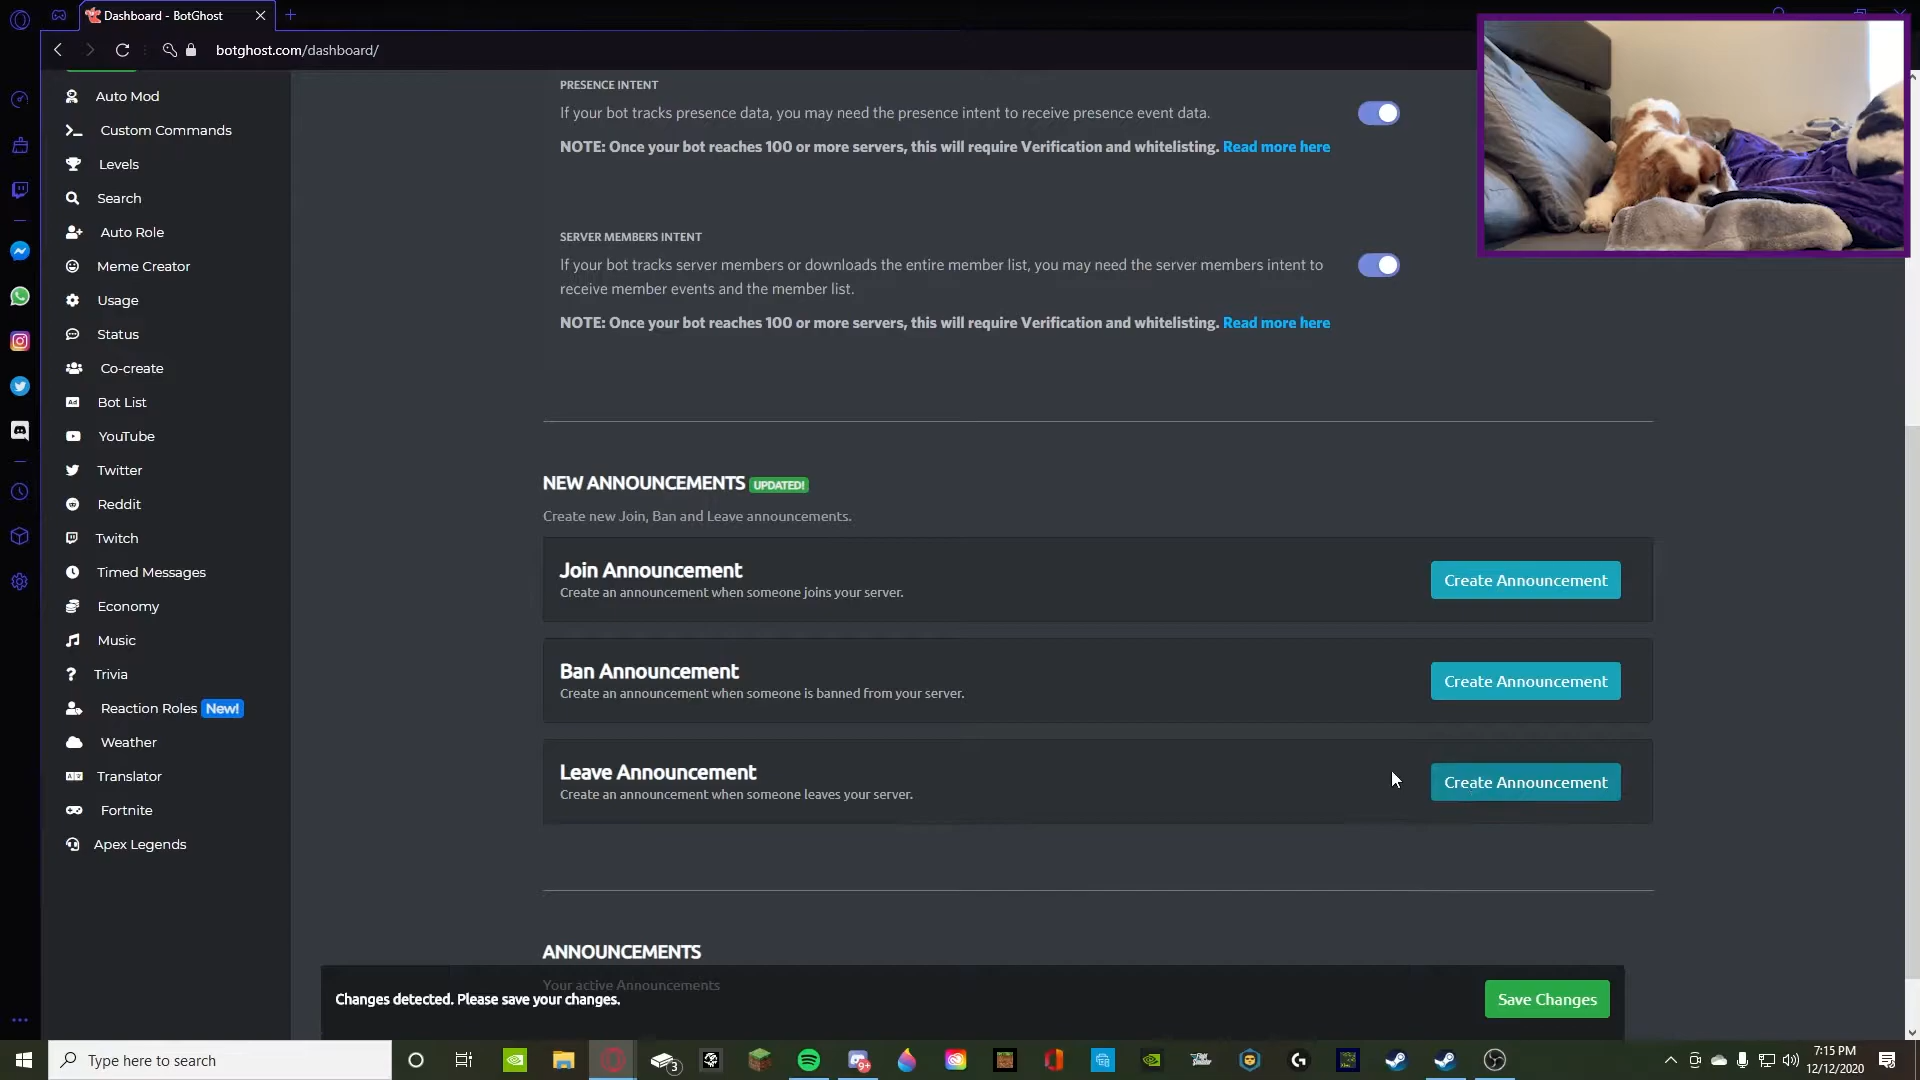 Dashboard - BotGhost
botghost.com/dashboard/
Auto Mod
Custom Commands
Levels
Search
Auto Role
Meme Creator
Usage
Status
Co-create
Bot List
YouTube
Twitter
Reddit
Twitch
Timed Messages
Economy
Music
Trivia
Reaction Roles New!
Weather
Translator
Fortnite
Apex Legends
PRESENCE INTENT
If your bot tracks presence data, you may need the presence intent to receive presence event data.
NOTE: Once your bot reaches 100 or more servers, this will require Verification and whitelisting. Read more here
SERVER MEMBERS INTENT
If your bot tracks server members or downloads the entire member list, you may need the server members intent to
receive member events and the member list.
NOTE: Once your bot reaches 100 or more servers, this will require Verification and whitelisting. Read more here
NEW ANNOUNCEMENTS UPDATED!
Create new Join, Ban and Leave announcements.
Join Announcement
Create an announcement when someone joins your server.
Create Announcement
Ban Announcement
Create an announcement when someone is banned from your server.
Create Announcement
Leave Announcement
Create an announcement when someone leaves your server.
Create Announcement
ANNOUNCEMENTS
Your active Announcements
Changes detected. Please save your changes.
Save Changes
Type here to search
3
9+
7:15 PM
12/12/2020